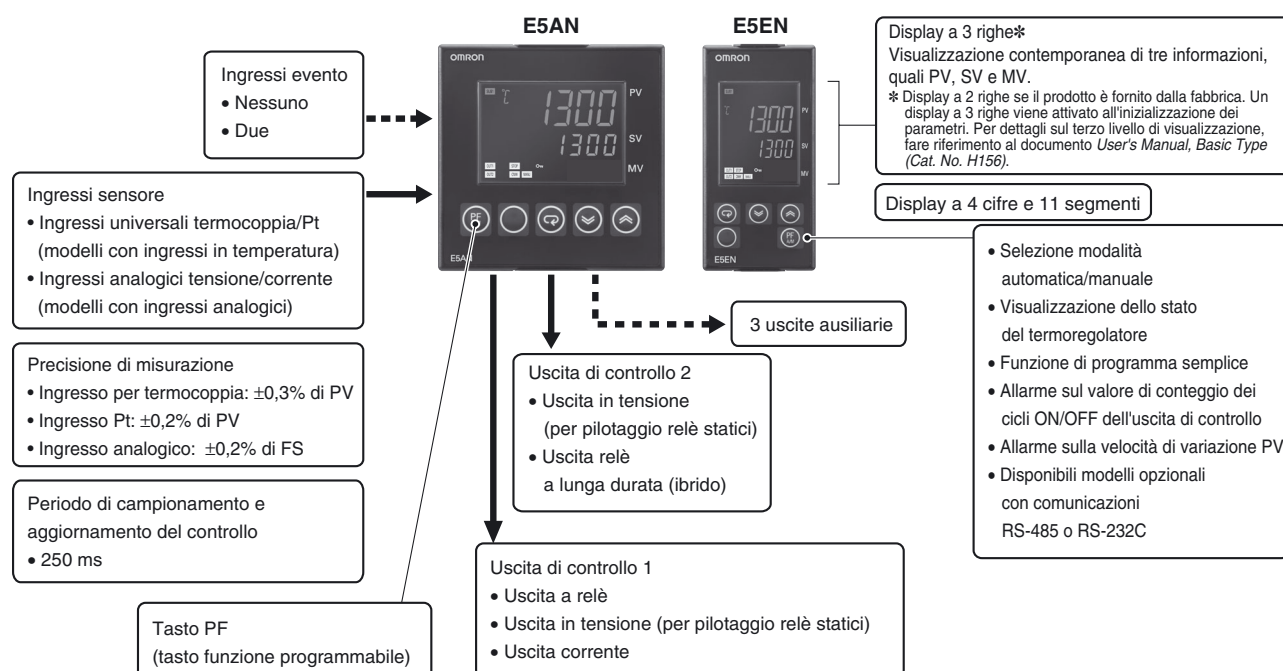 E5AN
E5EN
Ingressi evento
• Nessuno
• Due
Ingressi sensore
• Ingressi universali termocoppia/Pt
(modelli con ingressi in temperatura)
• Ingressi analogici tensione/corrente
(modelli con ingressi analogici)
Precisione di misurazione
• Ingresso per termocoppia: ±0,3% di PV
• Ingresso Pt: ±0,2% di PV
• Ingresso analogico: ±0,2% di FS
Periodo di campionamento e
aggiornamento del controllo
• 250 ms
Tasto PF
(tasto funzione programmabile)
OMRON
°C
1300
PV
1300
SV
MV
PF
E5AN
OMRON
°C
1300
PV
1300
SV
MV
PF
A/M
E5EN
Display a 3 righe✽
Visualizzazione contemporanea di tre informazioni,
quali PV, SV e MV.
✽ Display a 2 righe se il prodotto è fornito dalla fabbrica. Un
display a 3 righe viene attivato all'inizializzazione dei
parametri. Per dettagli sul terzo livello di visualizzazione,
fare riferimento al documento User's Manual, Basic Type
(Cat. No. H156).
Display a 4 cifre e 11 segmenti
• Selezione modalità
automatica/manuale
• Visualizzazione dello stato
del termoregolatore
• Funzione di programma semplice
• Allarme sul valore di conteggio dei
cicli ON/OFF dell'uscita di controllo
• Allarme sulla velocità di variazione PV
• Disponibili modelli opzionali
con comunicazioni
RS-485 o RS-232C
3 uscite ausiliarie
Uscita di controllo 2
• Uscita in tensione
(per pilotaggio relè statici)
• Uscita relè
a lunga durata (ibrido)
Uscita di controllo 1
• Uscita a relè
• Uscita in tensione (per pilotaggio relè statici)
• Uscita corrente